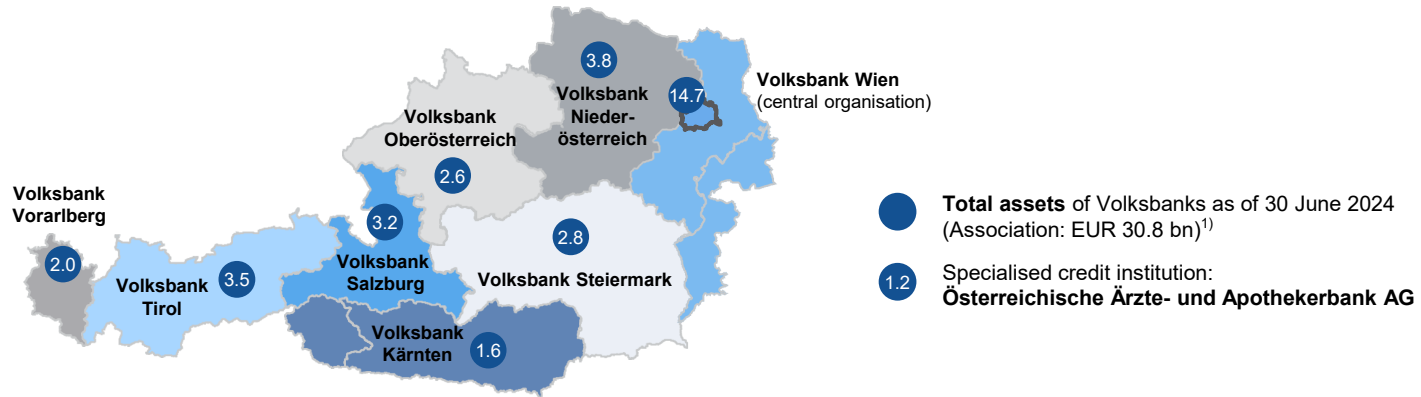 3.8
Volksbank
Nieder-
österreich
14.7
Volksbank Wien
(central organisation)
Volksbank
Oberösterreich
2.6
Volksbank
Vorarlberg
2.0
3.5
Volksbank
Tirol
3.2
Volksbank
Salzburg
2.8
Volksbank Steiermark
Volksbank
Kärnten
1.6
Total assets of Volksbanks as of 30 June 2024
(Association: EUR 30.8 bn)1)
1.2
Specialised credit institution:
Österreichische Ärzte- und Apothekerbank AG